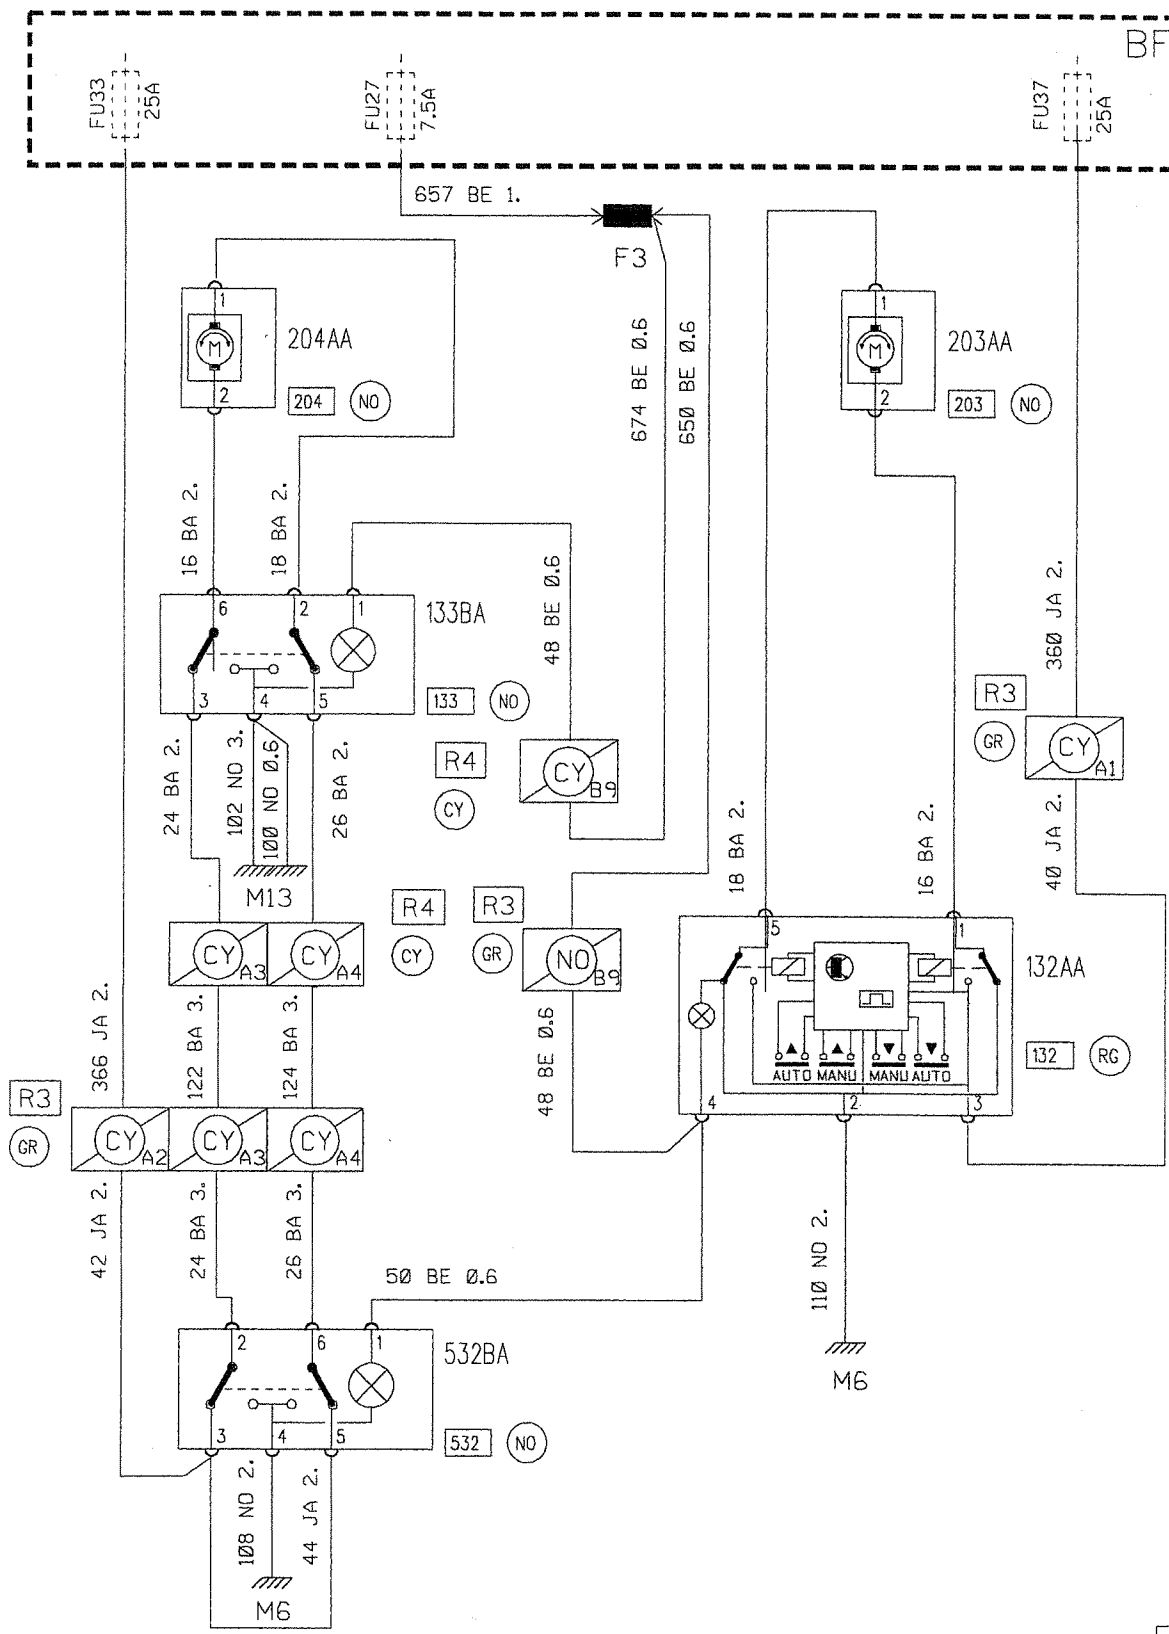 BF
FU33
25A
FU27
7.5A
FU37
25A
657 BE 1.
F3
1
M
2
204AA
204
NO
674 BE 0.6
650 BE 0.6
1
M
2
203AA
203
NO
16 BA 2.
18 BA 2.
48 BE 0.6
360 JA 2.
6
2
1
133BA
3
4
5
133
NO
R3
GR
CY
A1
24 BA 2.
102 NO 3.
100 NO 0.6
26 BA 2.
R4
CY
CY
B9
18 BA 2.
16 BA 2.
40 JA 2.
M13
CY
A3
CY
A4
R4
CY
R3
GR
NO
B9
5
1
132AA
366 JA 2.
122 BA 3.
124 BA 3.
48 BE 0.6
AUTO
MANU
MANU
AUTO
132
RG
4
2
3
R3
GR
CY
A2
CY
A3
CY
A4
42 JA 2.
24 BA 3.
26 BA 3.
50 BE 0.6
110 NO 2.
2
6
1
532BA
M6
3
4
5
532
NO
108 NO 2.
44 JA 2.
M6